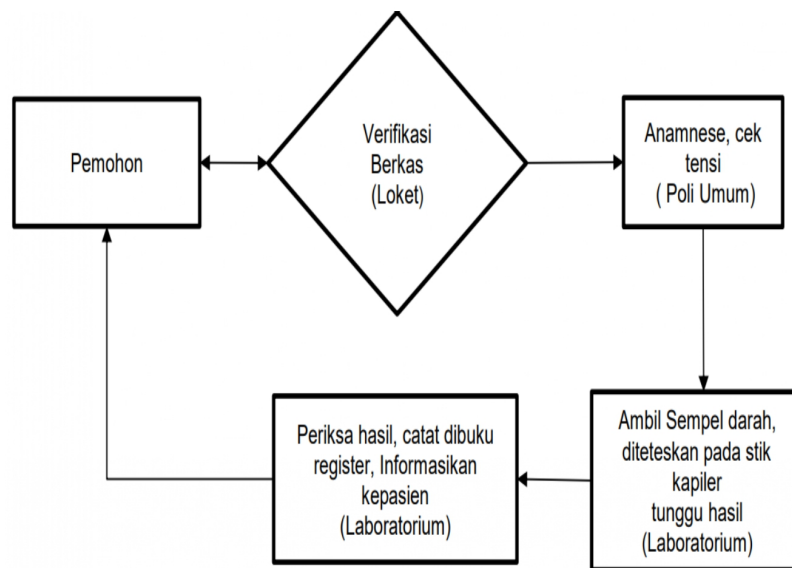 Pemohon
Verifikasi
Berkas
(Loket)
Anamnese, cek
tensi
( Poli Umum)
Ambil Sempel darah,
diteteskan pada stik
kapiler
tunggu hasil
(Laboratorium)
Periksa hasil, catat dibuku
register, Informasikan
kepasien
(Laboratorium)